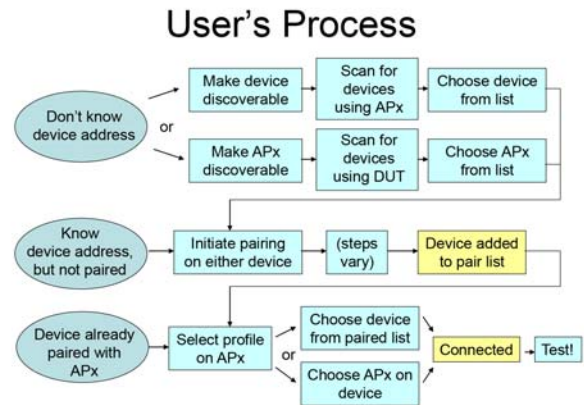 User's Process
Don't know
device address
or
Make device
discoverable
Scan for
devices
using APx
Choose device
from list
Make APx
discoverable
Scan for
devices
using DUT
Choose APx
from list
Know
device address,
but not paired
Initiate pairing
on either device
(steps
vary)
Device added
to pair list
Device already
paired with
APx
Select profile
on APx
or
Choose device
from paired list
Choose APx on
device
Connected
Test!